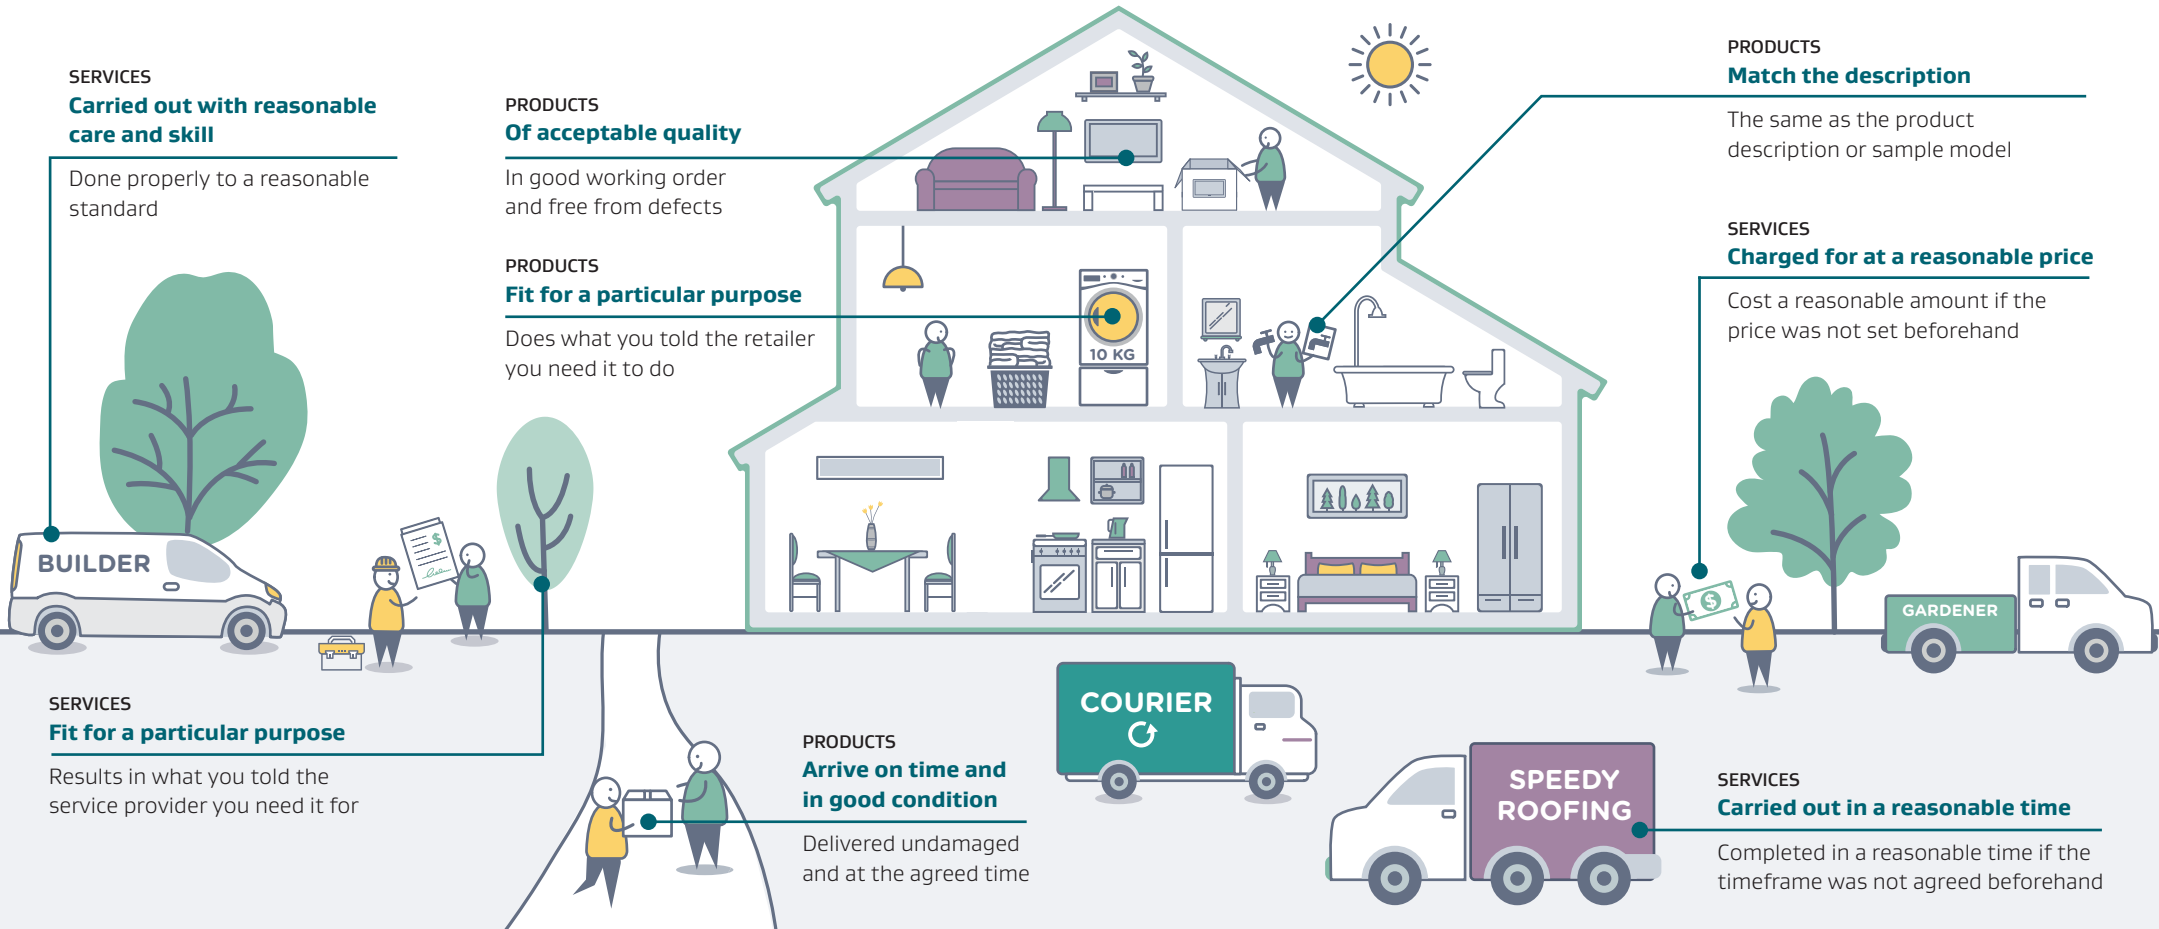 SERVICES
Carried out with reasonable
care and skill
Done properly to a reasonable
standard
PRODUCTS
Of acceptable quality
In good working order
and free from defects
PRODUCTS
Fit for a particular purpose
Does what you told the retailer
you need it to do
PRODUCTS
Match the description
The same as the product
description or sample model
SERVICES
Charged for at a reasonable price
Cost a reasonable amount if the
price was not set beforehand
10 KG
BUILDER
$
$
GARDENER
SERVICES
Fit for a particular purpose
Results in what you told the
service provider you need it for
PRODUCTS
Arrive on time and
in good condition
Delivered undamaged
and at the agreed time
COURIER
SPEEDY
ROOFING
SERVICES
Carried out in a reasonable time
Completed in a reasonable time if the
timeframe was not agreed beforehand